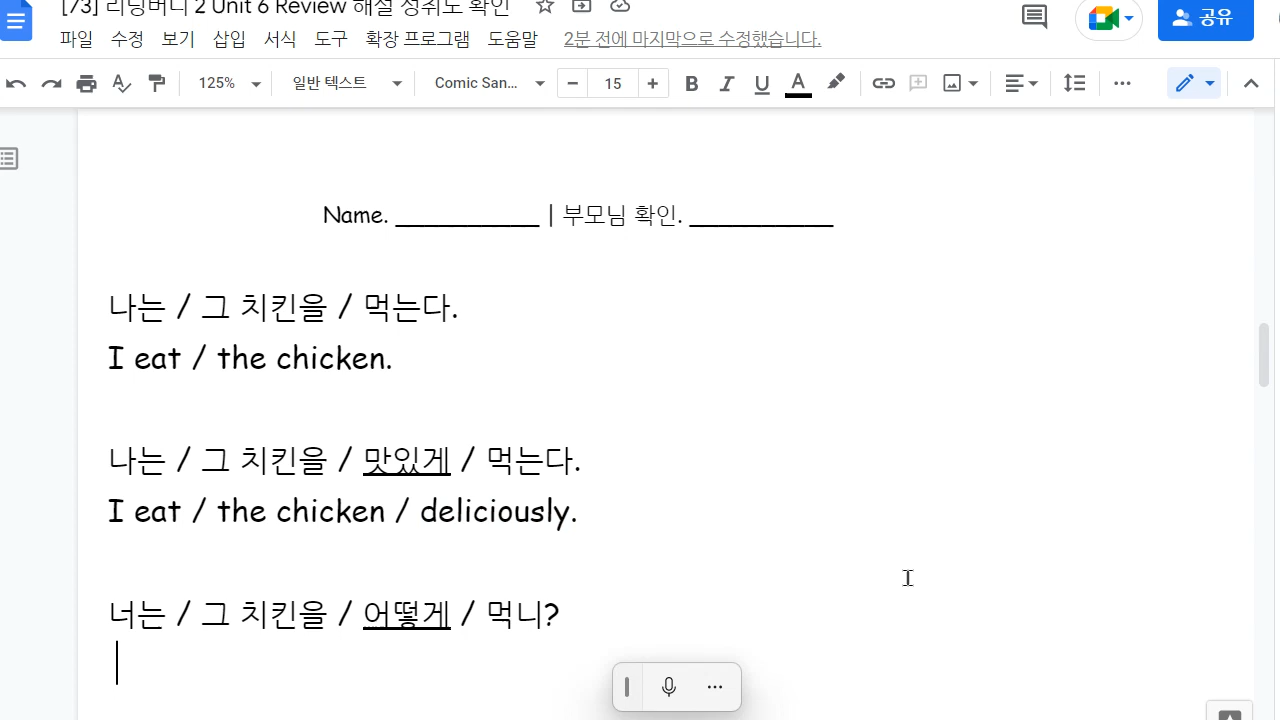 [73] 리딩버디 2 Unit 6 Review 해설 성취도 확인
파일 수정 보기 삽입 서식 도구 확장 프로그램 도움말 2분 전에 마지막으로 수정했습니다.
공유
125% 일반 텍스트 Comic San... − 15 + B I U A
Name. __________ | 부모님 확인. __________
나는 / 그 치킨을 / 먹는다.
I eat / the chicken.
나는 / 그 치킨을 / 맛있게 / 먹는다.
I eat / the chicken / deliciously.
너는 / 그 치킨을 / 어떻게 / 먹니?